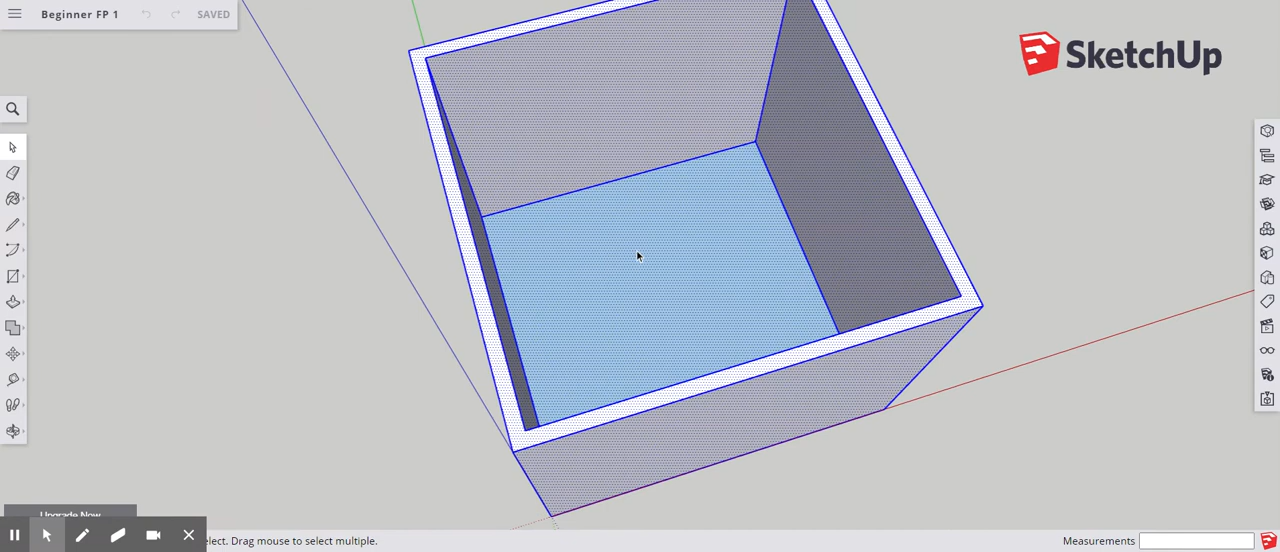 Beginner FP 1
SAVED
SketchUp
Upgrade Now
elect. Drag mouse to select multiple.
Measurements